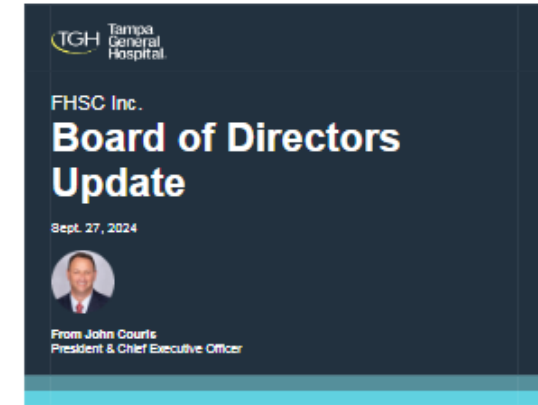 TGH Tampa
General
Hospital.
FHSC Inc.
Board of Directors
Update
Sept. 27, 2024
From John Couris
President & Chief Executive Officer